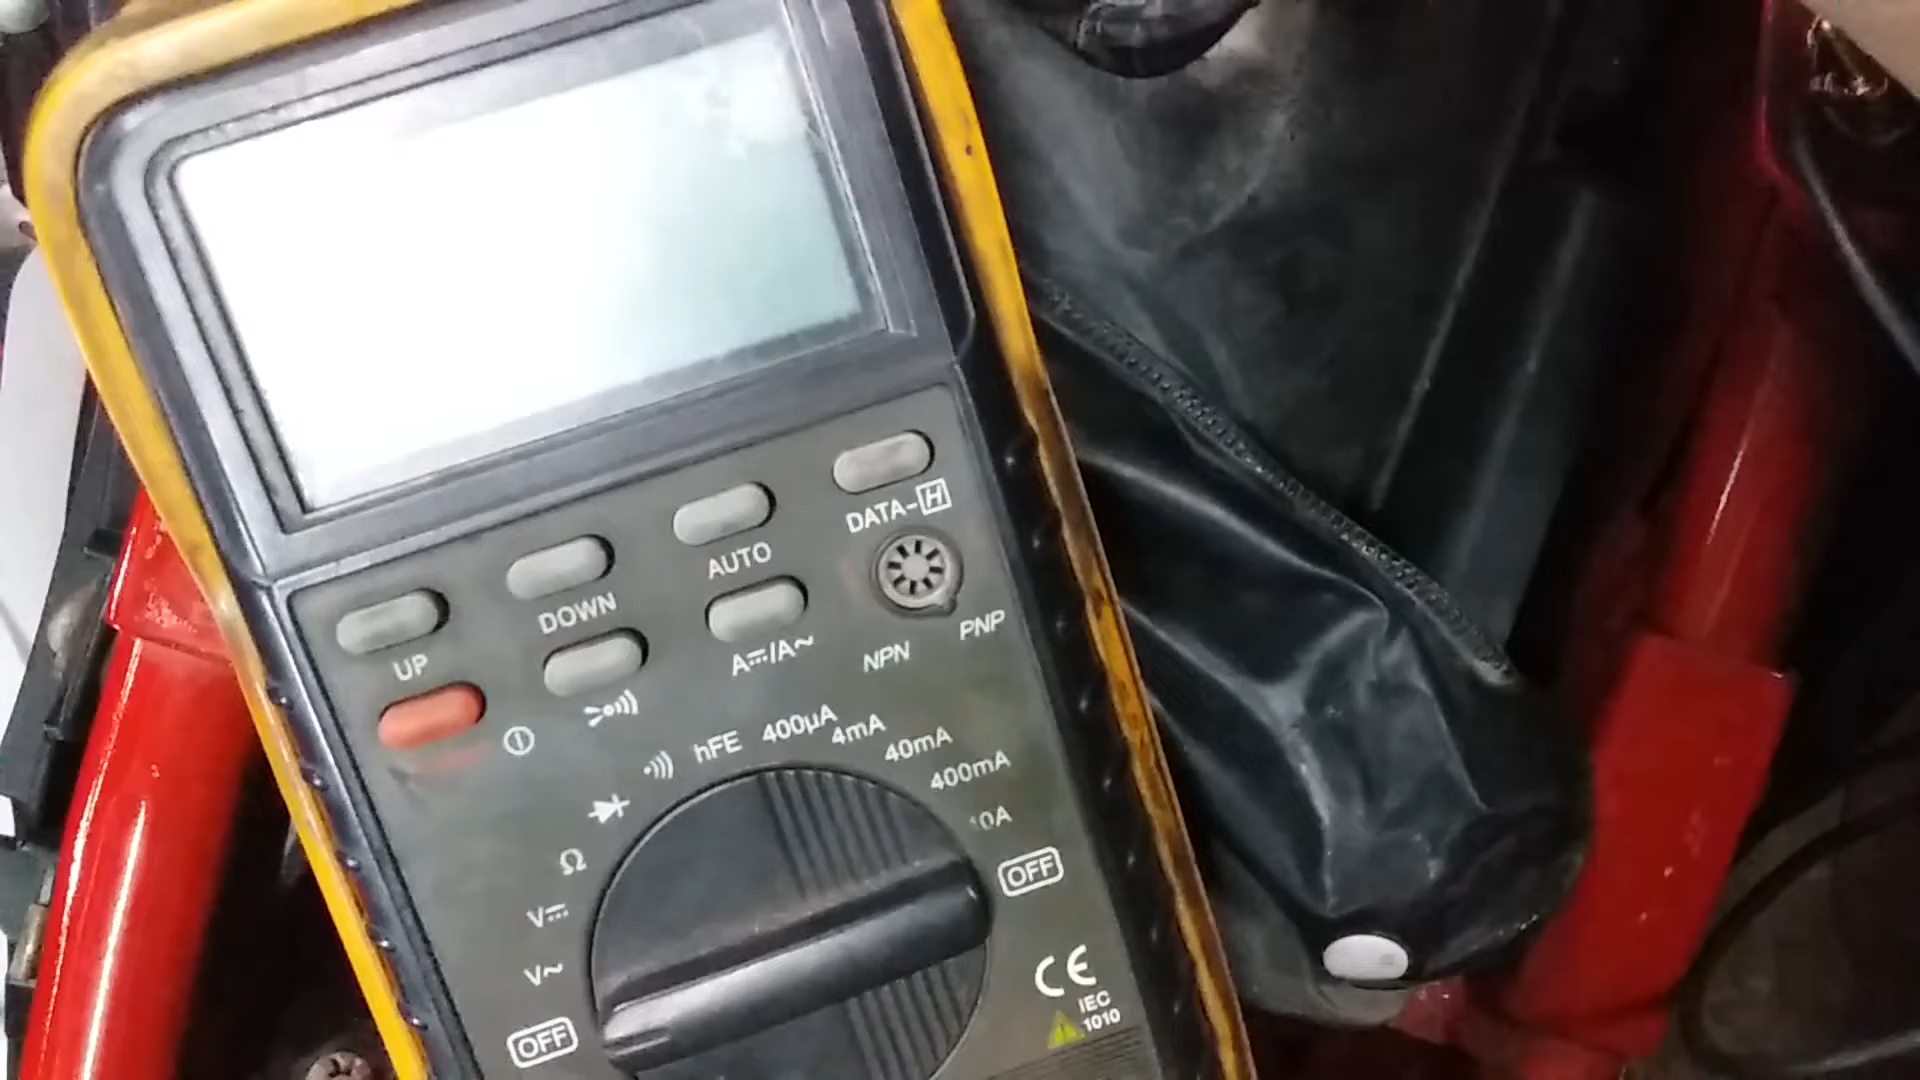 DATA-H
AUTO
DOWN
UP
A⎓/A~
NPN
PNP
hFE
400µA
4mA
40mA
400mA
10A
Ω
V⎓
V~
OFF
OFF
CE
IEC
1010